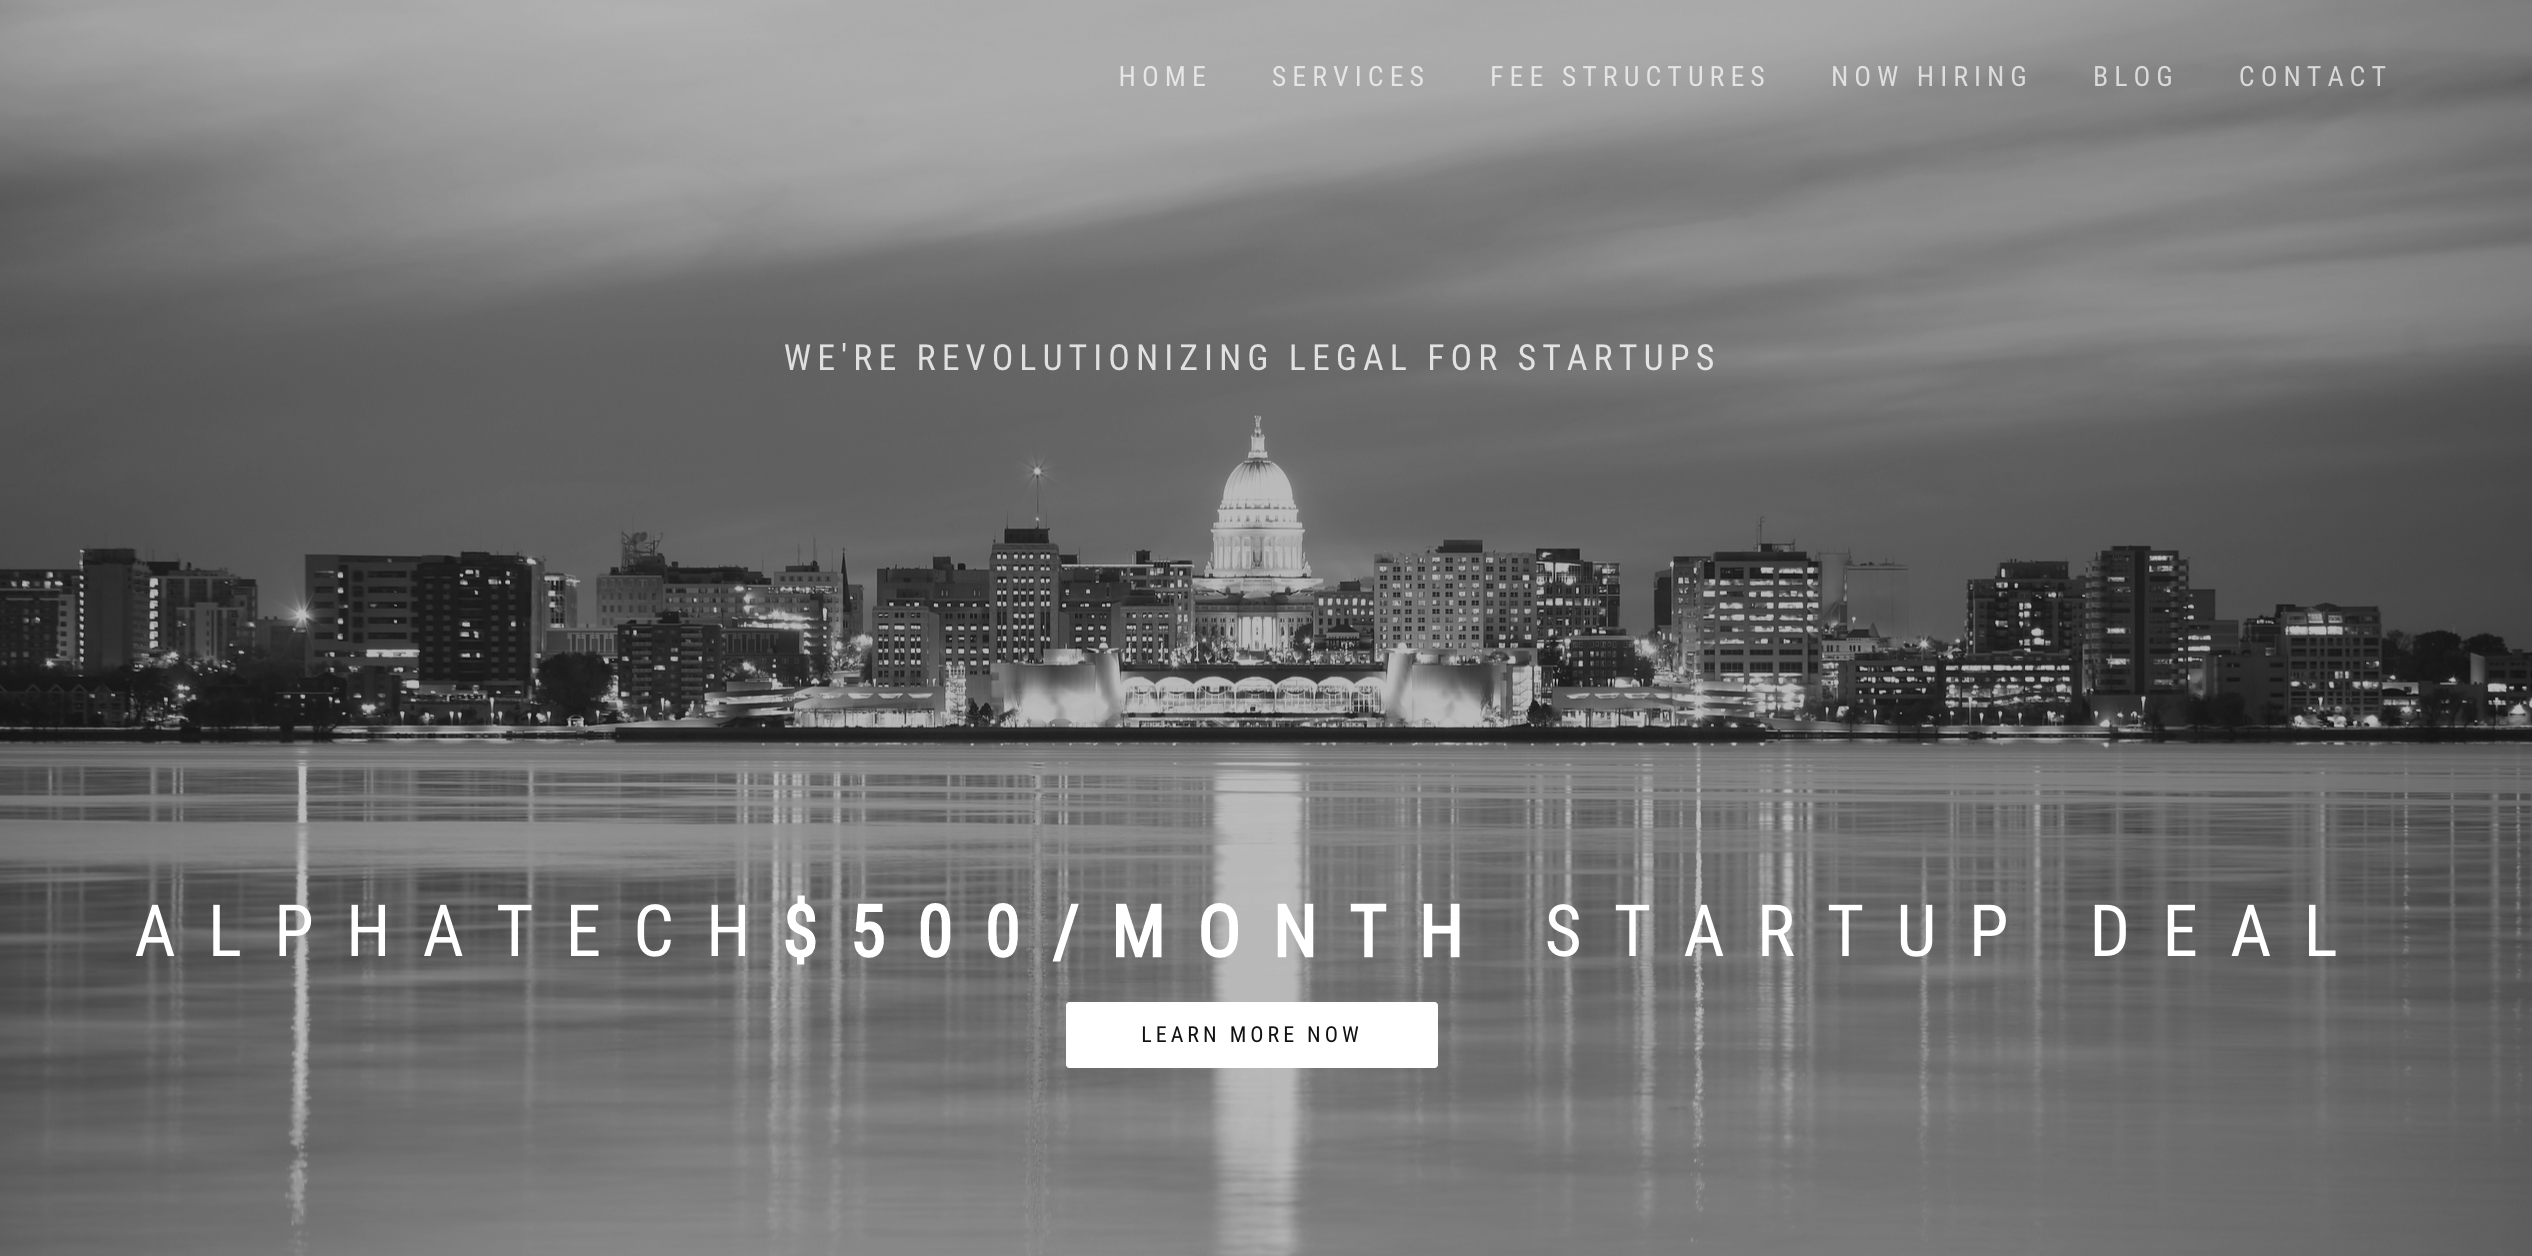 HOME SERVICES FEE STRUCTURES NOW HIRING BLOG CONTACT
WE'RE REVOLUTIONIZING LEGAL FOR STARTUPS
ALPHATECH$500/MONTH STARTUP DEAL
LEARN MORE NOW